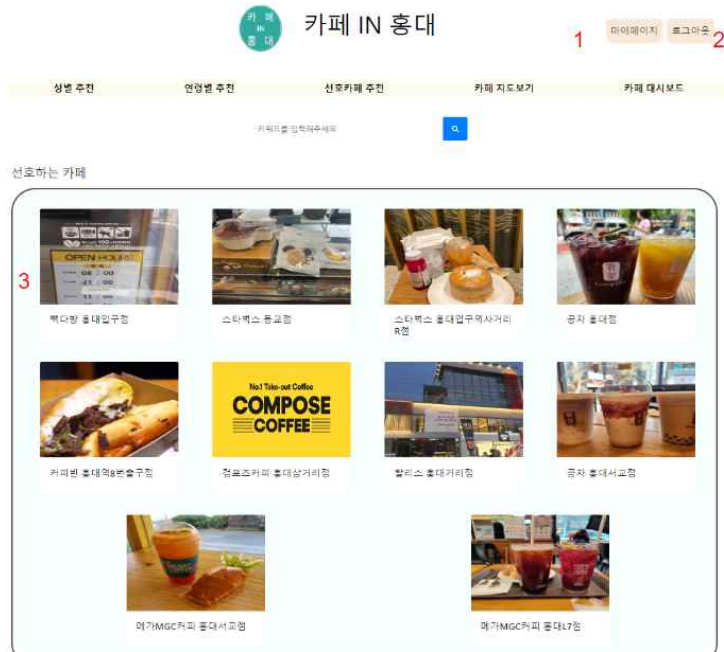 카페
IN
홍대
카페 IN 홍대
1
마이페이지
로그아웃
2
성별 추천
연령별 추천
선호카페 추천
카페 지도보기
카페 대시보드
키워드를 입력해주세요
선호하는 카페
3
OPEN HOURS
08 : 00
21 : 00
11 : 00
빽다방 홍대입구점
스타벅스 동교점
스타벅스 홍대입구역사거리
R점
공차 홍대점
No.1 Take-out Coffee
COMPOSE
COFFEE
커피빈 홍대역8번출구점
컴포즈커피 홍대삼거리점
할리스 홍대거리점
공차 홍대서교점
메가MGC커피 홍대서교점
메가MGC커피 홍대L7점